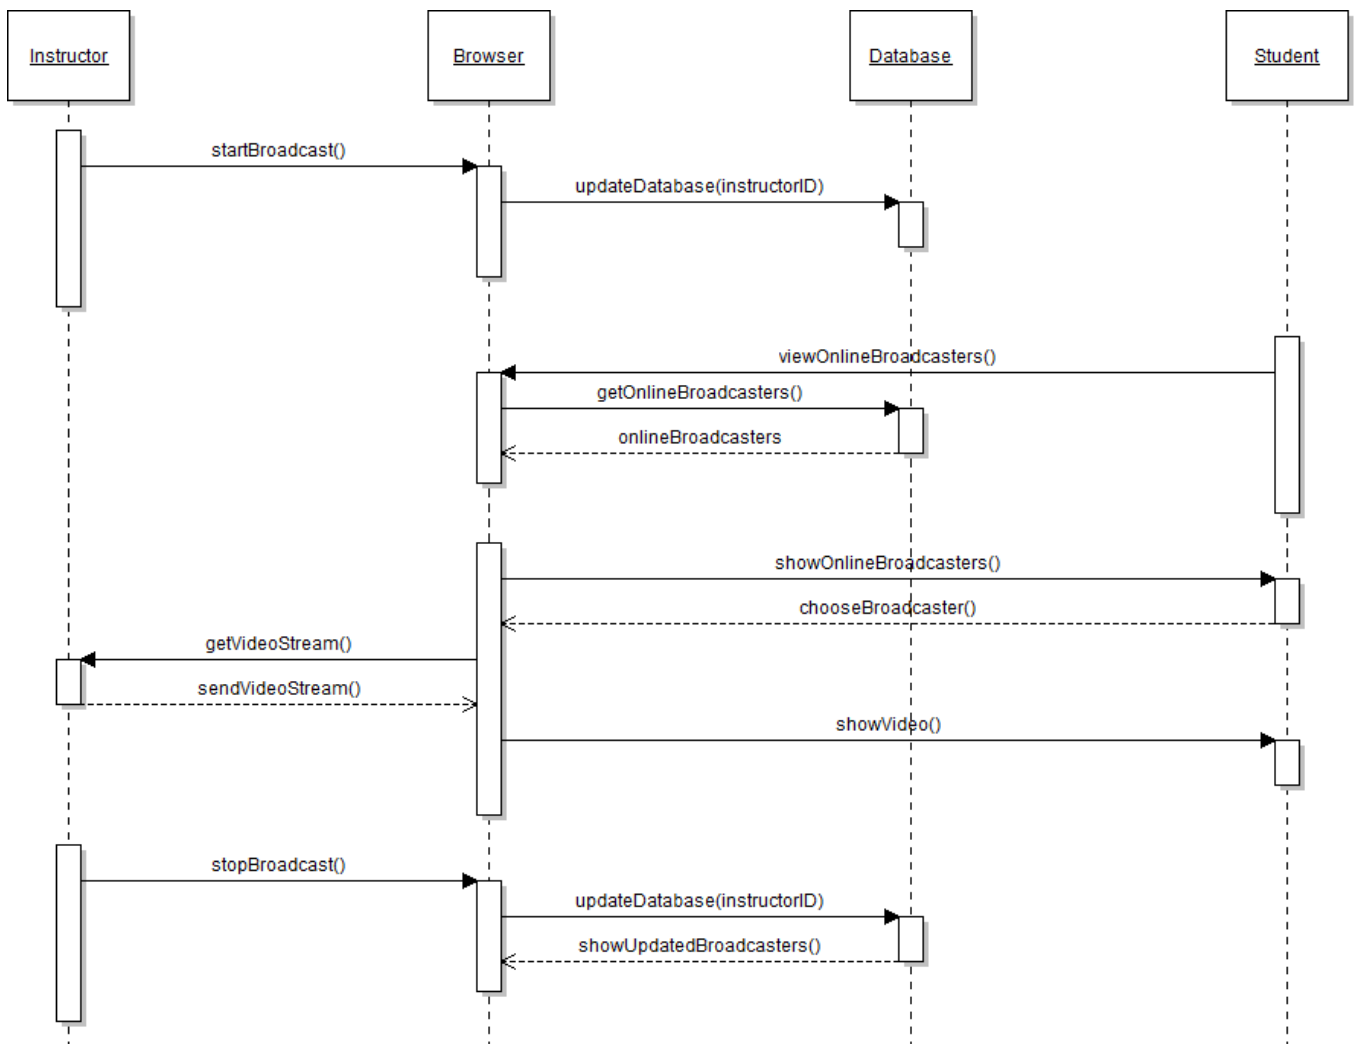 Instructor
Browser
Database
Student
startBroadcast()
updateDatabase(instructorID)
viewOnlineBroadcasters()
getOnlineBroadcasters()
onlineBroadcasters
showOnlineBroadcasters()
chooseBroadcaster()
getVideoStream()
sendVideoStream()
showVideo()
stopBroadcast()
updateDatabase(instructorID)
showUpdatedBroadcasters()